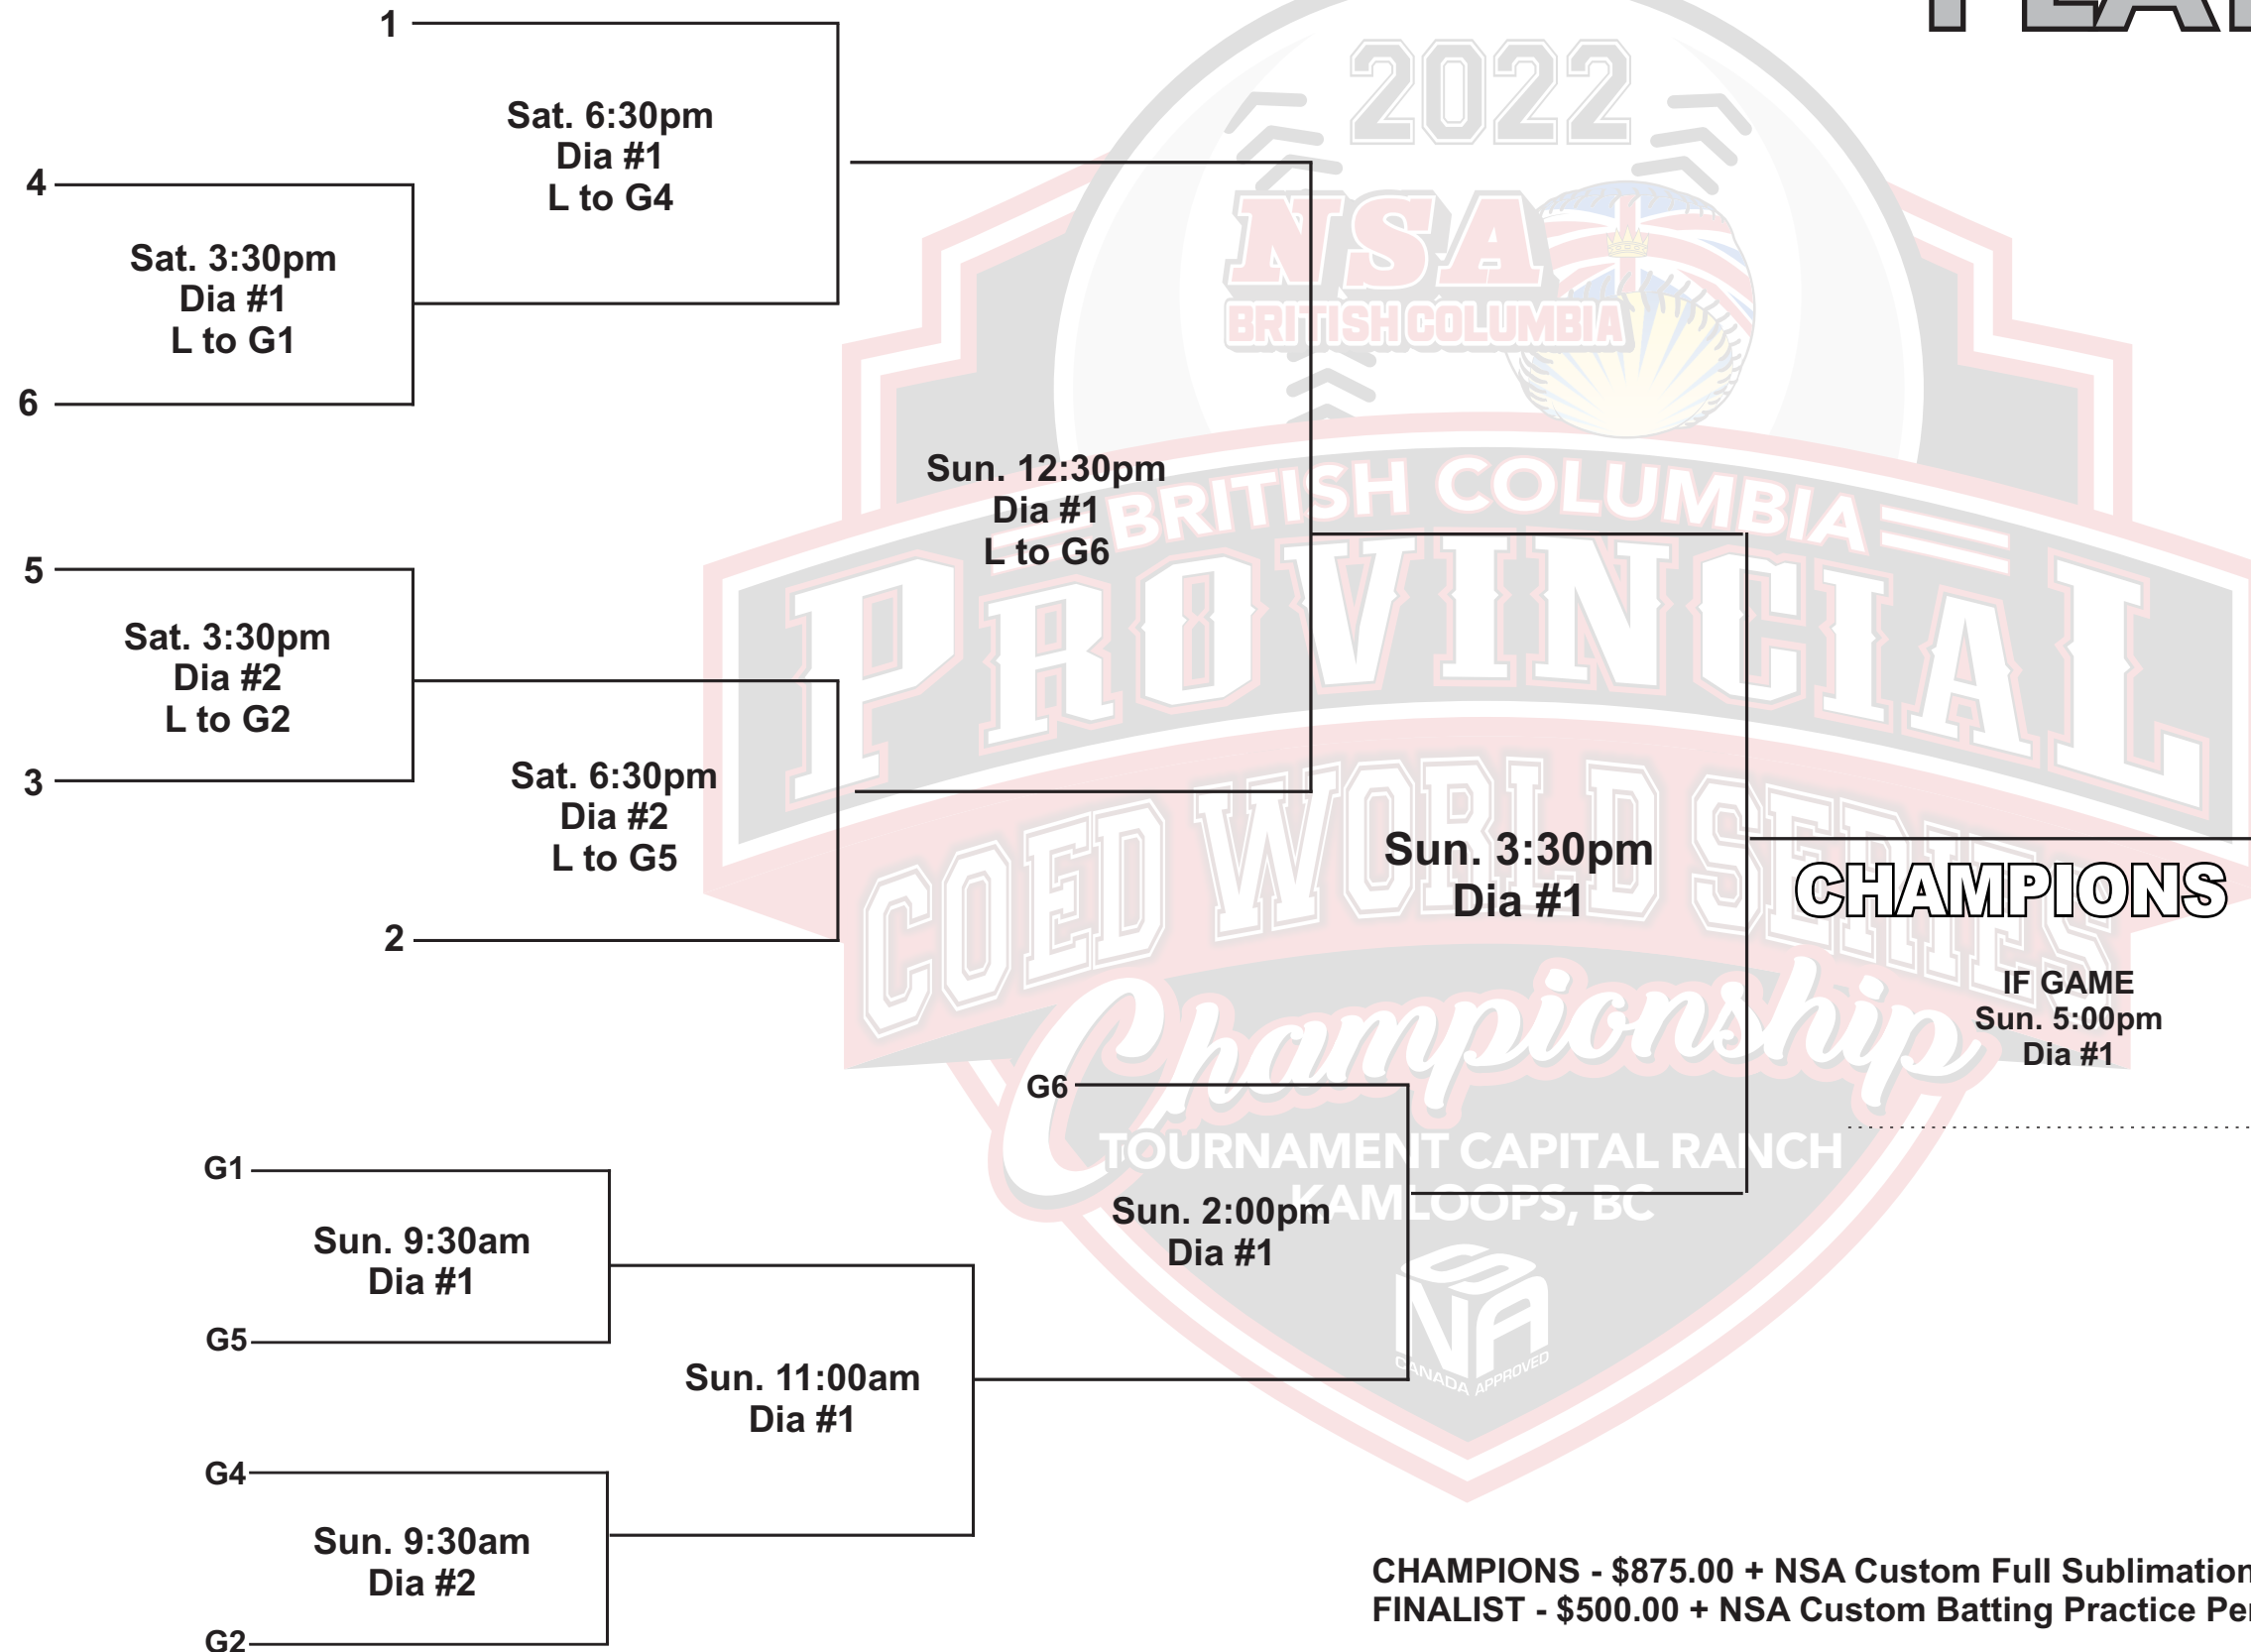 1
Sat. 6:30pm
Dia #1
L to G4
4
Sat. 3:30pm
Dia #1
L to G1
6
5
Sat. 3:30pm
Dia #2
L to G2
3
Sat. 6:30pm
Dia #2
L to G5
2
Sun. 12:30pm
Dia #1
L to G6
Sun. 3:30pm
Dia #1
CHAMPIONS
IF GAME
Sun. 5:00pm
Dia #1
G6
Sun. 2:00pm
Dia #1
G1
Sun. 9:30am
Dia #1
G5
Sun. 11:00am
Dia #1
G4
Sun. 9:30am
Dia #2
G2
2022
NSA
BRITISH COLUMBIA
BRITISH COLUMBIA
PROVINCIAL
COED WORLD SERIES
Championship
TOURNAMENT CAPITAL RANCH
KAMLOOPS, BC
NSA
CANADA APPROVED
CHAMPIONS - $875.00 + NSA Custom Full Sublimation
FINALIST - $500.00 + NSA Custom Batting Practice